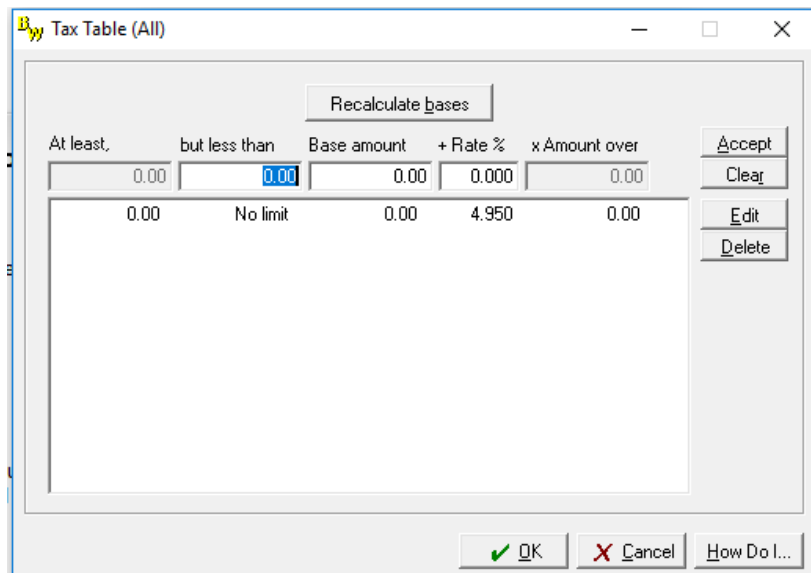 Tax Table (All)
Recalculate bases
At least, but less than Base amount + Rate % x Amount over
0.00 0.00 0.00 0.000 0.00
Accept
Clear
0.00 No limit 0.00 4.950 0.00
Edit
Delete
OK Cancel How Do I...